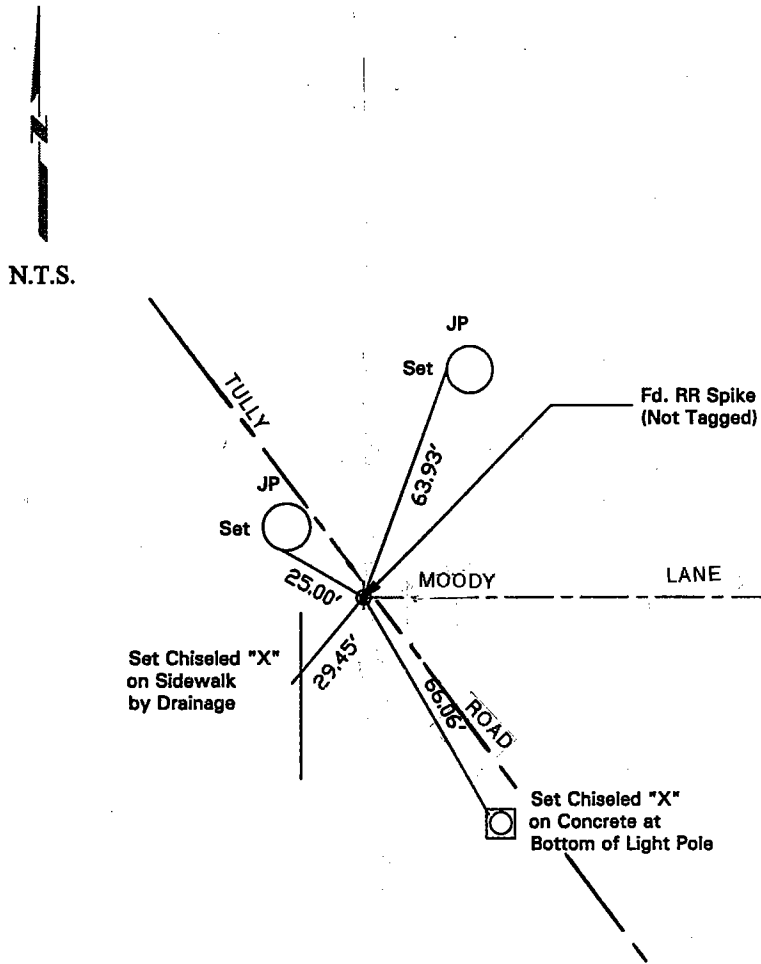 N
N.T.S.
JP
Set
Fd. RR Spike
(Not Tagged)
TULLY
63.93'
JP
Set
25.00'
MOODY LANE
29.45'
Set Chiseled "X"
on Sidewalk
by Drainage
66.06'
ROAD
Set Chiseled "X"
on Concrete at
Bottom of Light Pole